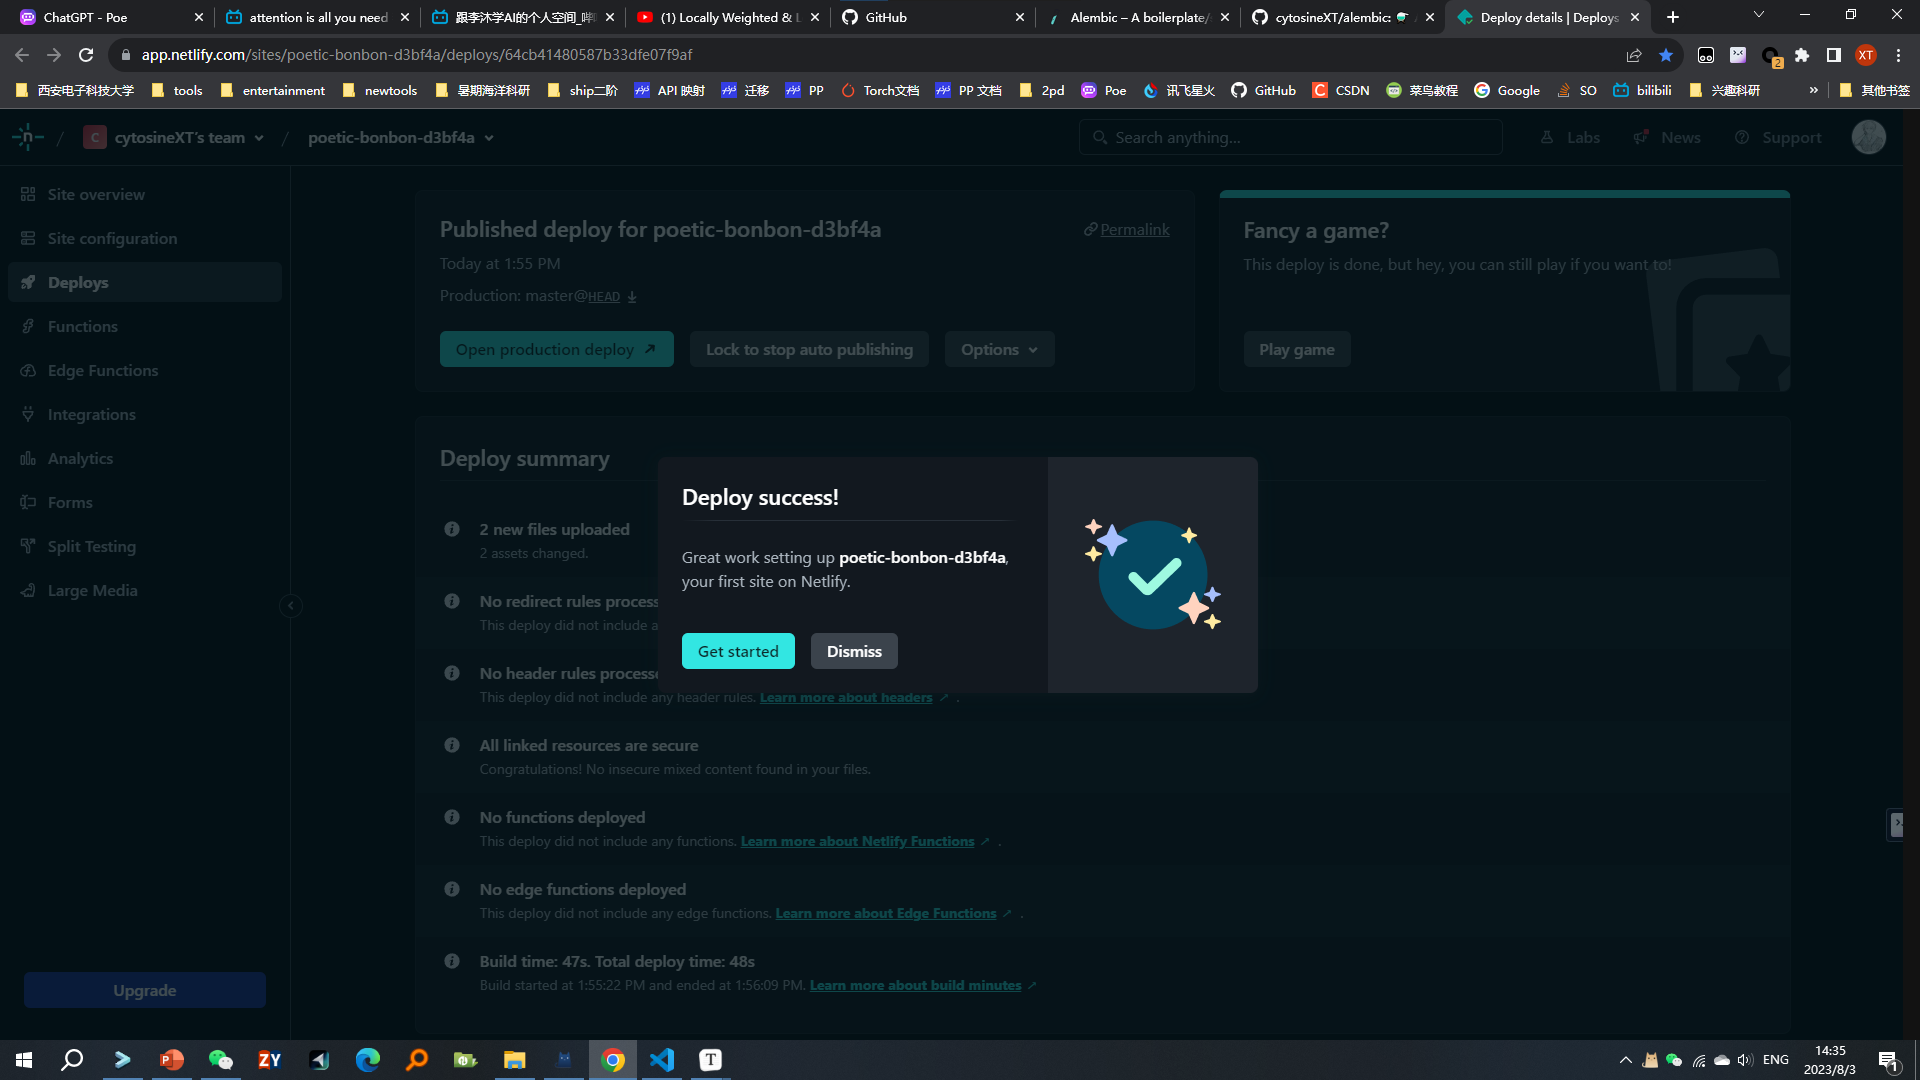 ChatGPT - Poe
attention is all you need
跟李沐学AI的个人空间_哔
(1) Locally Weighted & L
GitHub
Alembic – A boilerplate/
cytosineXT/alembic:
Deploy details | Deploys
app.netlify.com/sites/poetic-bonbon-d3bf4a/deploys/64cb41480587b33dfe07f9af
2
XT
西安电子科技大学
tools
entertainment
newtools
暑期海洋科研
ship二阶
API 映射
迁移
PP
Torch文档
PP 文档
2pd
Poe
讯飞星火
GitHub
CSDN
菜鸟教程
Google
SO
bilibili
兴趣科研
»
其他书签
/
C
cytosineXT's team
/
poetic-bonbon-d3bf4a
Search anything...
Labs
News
Support
Site overview
Site configuration
Deploys
Functions
Edge Functions
Integrations
Analytics
Forms
Split Testing
Large Media
Upgrade
Published deploy for poetic-bonbon-d3bf4a
Permalink
Today at 1:55 PM
Production: master@HEAD
Open production deploy
Lock to stop auto publishing
Options
Fancy a game?
This deploy is done, but hey, you can still play if you want to!
Play game
Deploy summary
2 new files uploaded
2 assets changed.
No redirect rules process
This deploy did not include a
No header rules process
This deploy did not include any header rules. Learn more about headers .
All linked resources are secure
Congratulations! No insecure mixed content found in your files.
No functions deployed
This deploy did not include any functions. Learn more about Netlify Functions .
No edge functions deployed
This deploy did not include any edge functions. Learn more about Edge Functions .
Build time: 47s. Total deploy time: 48s
Build started at 1:55:22 PM and ended at 1:56:09 PM. Learn more about build minutes
Deploy success!
Great work setting up poetic-bonbon-d3bf4a,
your first site on Netlify.
Get started
Dismiss
ZY
T
ENG
14:35
2023/8/3
1